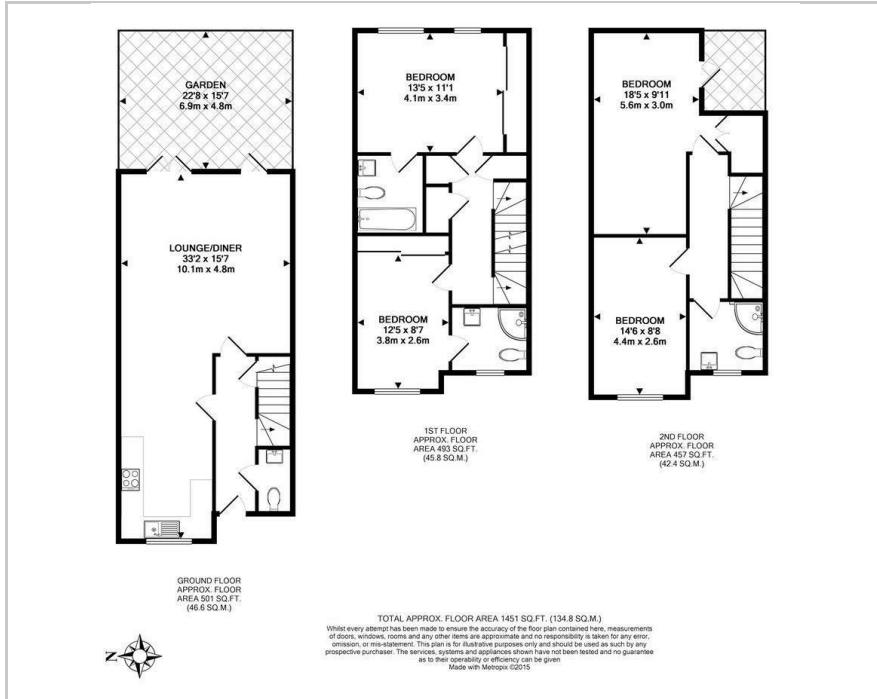 GARDEN
22'8 x 15'7
6.9m x 4.8m
LOUNGE/DINER
33'2 x 15'7
10.1m x 4.8m
GROUND FLOOR
APPROX. FLOOR
AREA 501 SQ.FT.
(46.6 SQ.M.)
BEDROOM
13'5 x 11'1
4.1m x 3.4m
BEDROOM
12'5 x 8'7
3.8m x 2.6m
1ST FLOOR
APPROX. FLOOR
AREA 493 SQ.FT.
(45.8 SQ.M.)
BEDROOM
18'5 x 9'11
5.6m x 3.0m
BEDROOM
14'6 x 8'8
4.4m x 2.6m
2ND FLOOR
APPROX. FLOOR
AREA 457 SQ.FT.
(42.4 SQ.M.)
N
TOTAL APPROX. FLOOR AREA 1451 SQ.FT. (134.8 SQ.M.)
Whilst every attempt has been made to ensure the accuracy of the floor plan contained here, measurements
of doors, windows, rooms and any other items are approximate and no responsibility is taken for any error,
omission, or mis-statement. This plan is for illustrative purposes only and should be used as such by any
prospective purchaser. The services, systems and appliances shown have not been tested and no guarantee
as to their operability or efficiency can be given
Made with Metropix ©2015